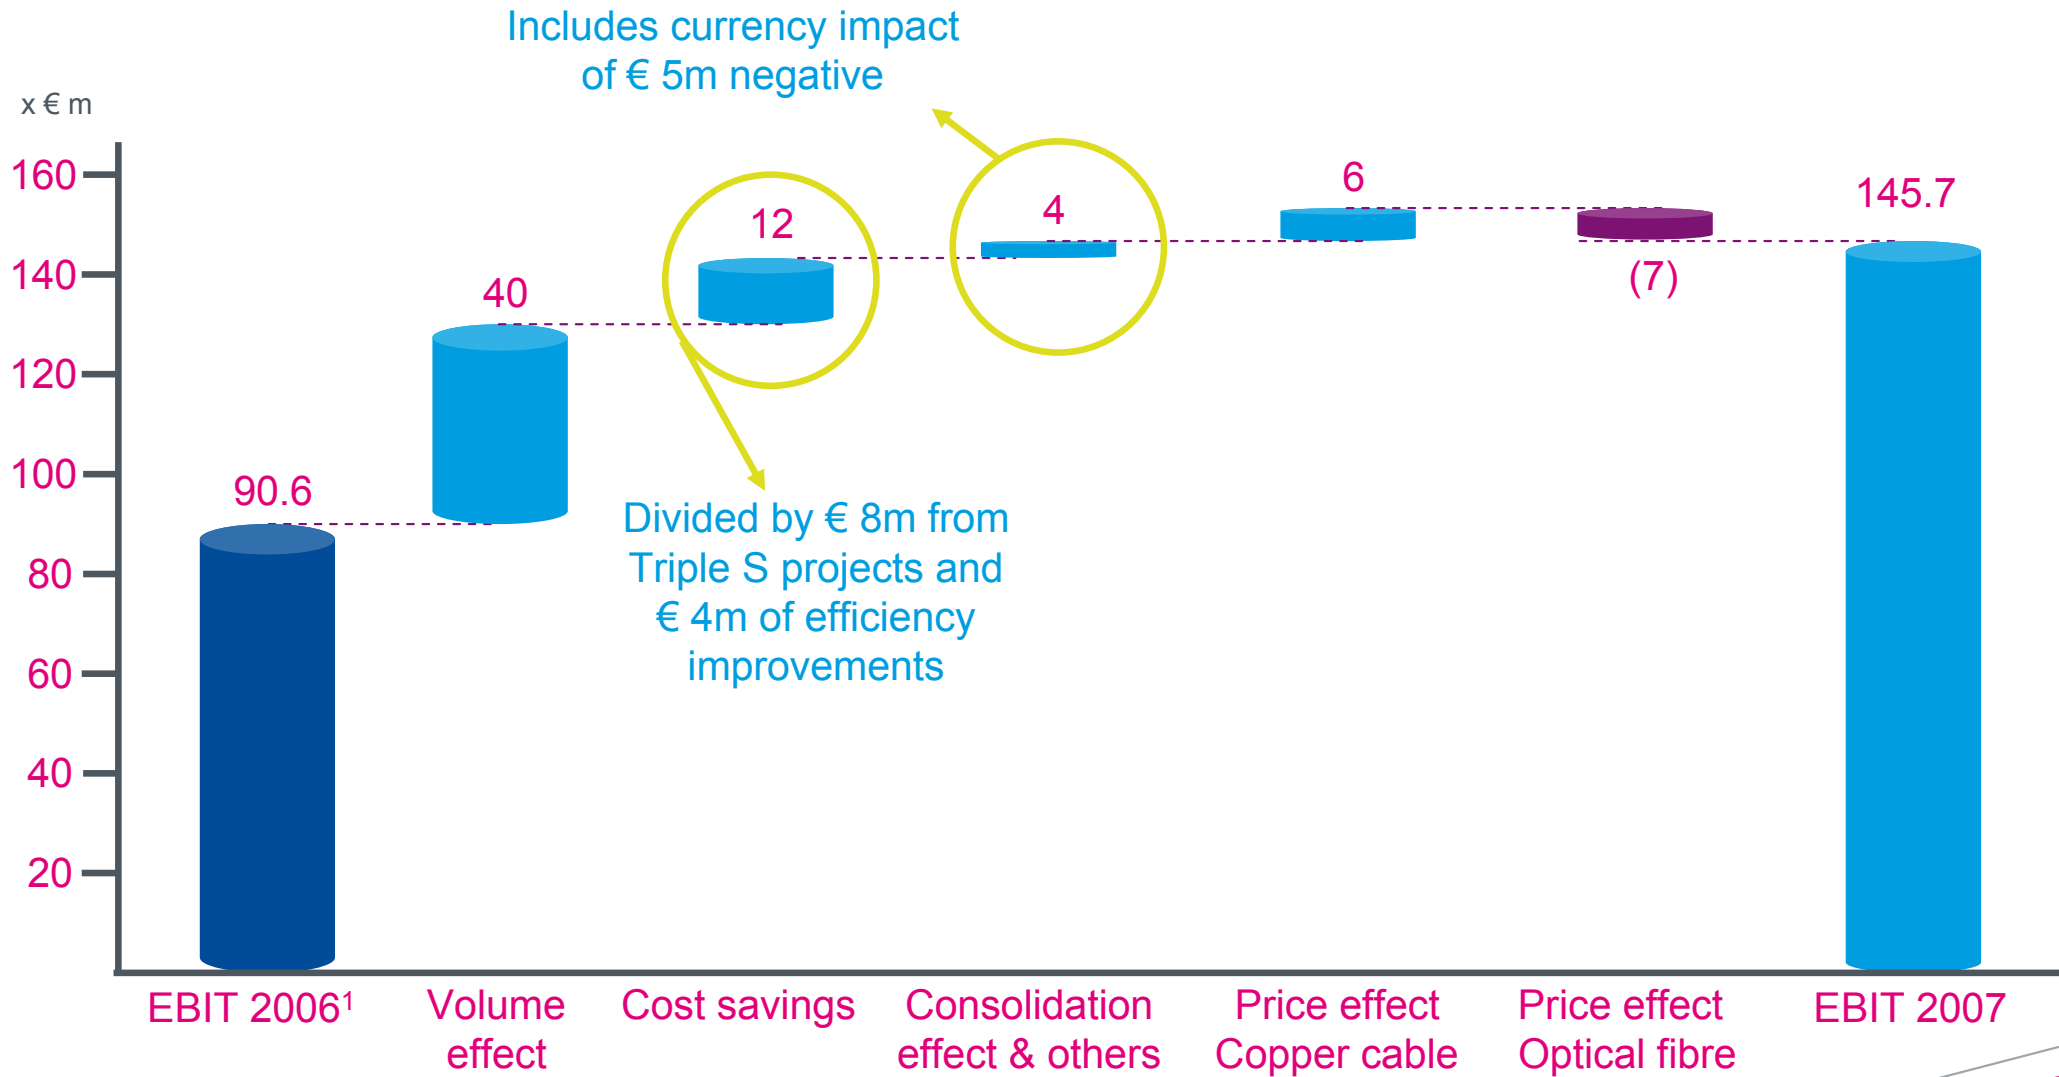 Includes currency impact
of € 5m negative
x € m
160
140
120
100
80
60
40
20
90.6
40
12
4
6
(7)
145.7
Divided by € 8m from
Triple S projects and
€ 4m of efficiency
improvements
EBIT 2006¹
Volume
effect
Cost savings
Consolidation
effect & others
Price effect
Copper cable
Price effect
Optical fibre
EBIT 2007